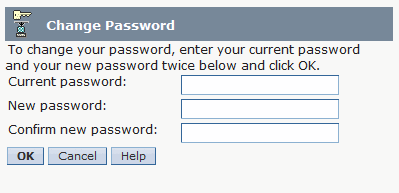 Change Password
To change your password, enter your current password
and your new password twice below and click OK.
Current password:
New password:
Confirm new password:
OK Cancel Help